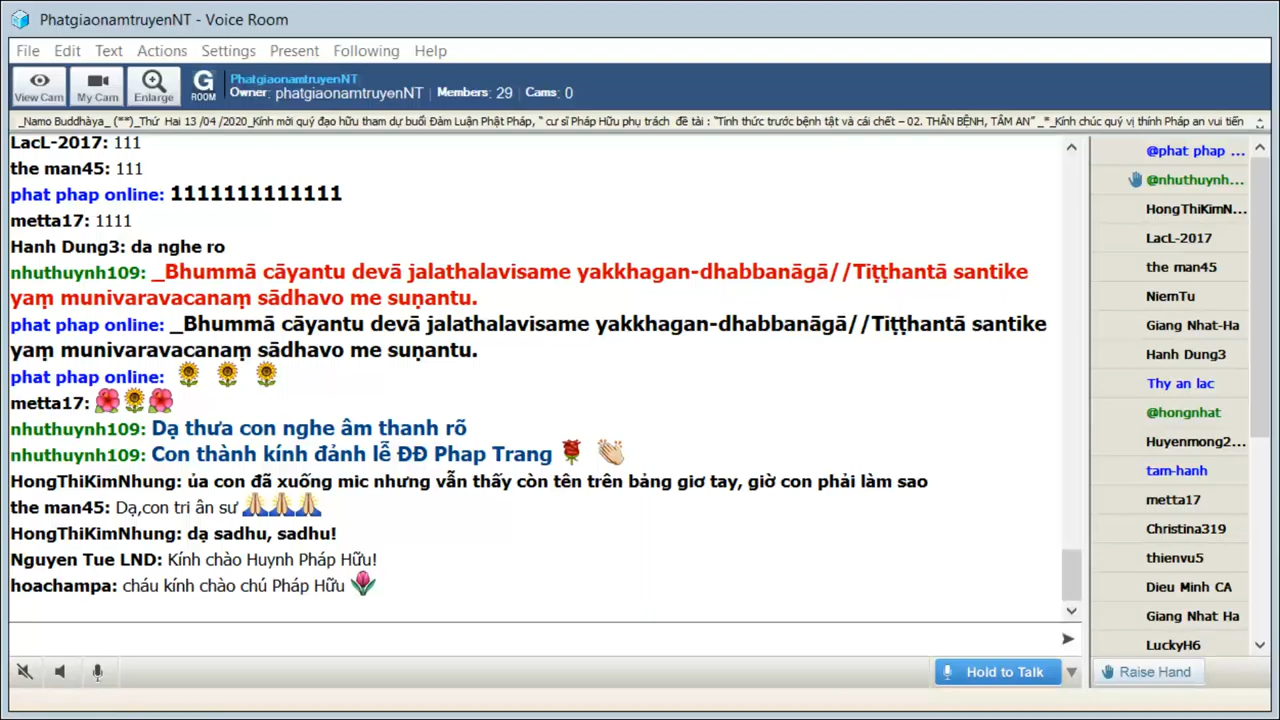 PhatgiaonamtruyenNT - Voice Room
File Edit Text Actions Settings Present Following Help
View Cam My Cam Enlarge G ROOM PhatgiaonamtruyenNT
Owner: phatgiaonamtruyenNT Members: 29 Cams: 0
_Namo Buddhàya_ (**)_Thứ Hai 13 /04 /2020_Kính mời quý đạo hữu tham dự buổi Đàm Luận Phật Pháp, " cư sĩ Pháp Hữu phụ trách đề tài : "Tỉnh thức trước bệnh tật và cái chết – 02. THÂN BỆNH, TÂM AN" _*_Kính chúc quý vị thính Pháp an vui tiến
LacL-2017: 111
the man45: 111
phat phap online: 1111111111111
metta17: 1111
Hanh Dung3: da nghe ro
nhuthuynh109: _Bhummā cāyantu devā jalathalavisame yakkhagan-dhabbanāgā//Tiṭṭhantā santike
yaṃ munivaravacanaṃ sādhavo me suṇantu.
phat phap online: _Bhummā cāyantu devā jalathalavisame yakkhagan-dhabbanāgā//Tiṭṭhantā santike
yaṃ munivaravacanaṃ sādhavo me suṇantu.
phat phap online:
metta17:
nhuthuynh109: Dạ thưa con nghe âm thanh rõ
nhuthuynh109: Con thành kính đảnh lễ ĐĐ Phap Trang
HongThiKimNhung: ủa con đã xuống mic nhưng vẫn thấy còn tên trên bảng giơ tay, giờ con phải làm sao
the man45: Dạ,con tri ân sư
HongThiKimNhung: dạ sadhu, sadhu!
Nguyen Tue LND: Kính chào Huynh Pháp Hữu!
hoachampa: cháu kính chào chú Pháp Hữu
@phat phap ...
@nhuthuynh...
HongThiKimN...
LacL-2017
the man45
NiemTu
Giang Nhat-Ha
Hanh Dung3
Thy an lac
@hongnhat
Huyenmong2...
tam-hanh
metta17
Christina319
thienvu5
Dieu Minh CA
Giang Nhat Ha
LuckyH6
Hold to Talk
Raise Hand